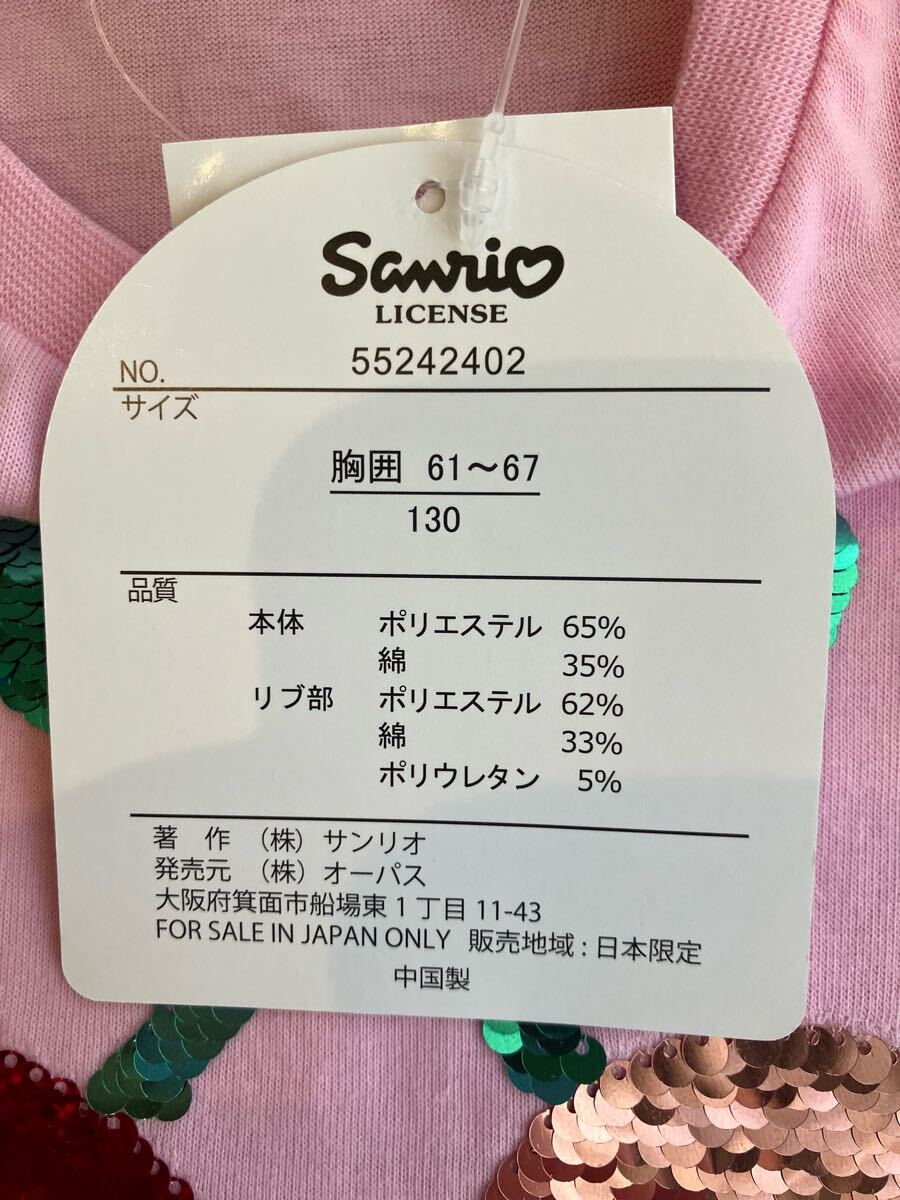 Sanrio
LICENSE
NO. 55242402
サイズ
胸囲 61～67
130
品質
本体 ポリエステル 65%
綿 35%
リブ部 ポリエステル 62%
綿 33%
ポリウレタン 5%
著 作 （株）サンリオ
発売元 （株）オーパス
大阪府箕面市船場東1丁目11-43
FOR SALE IN JAPAN ONLY 販売地域：日本限定
中国製